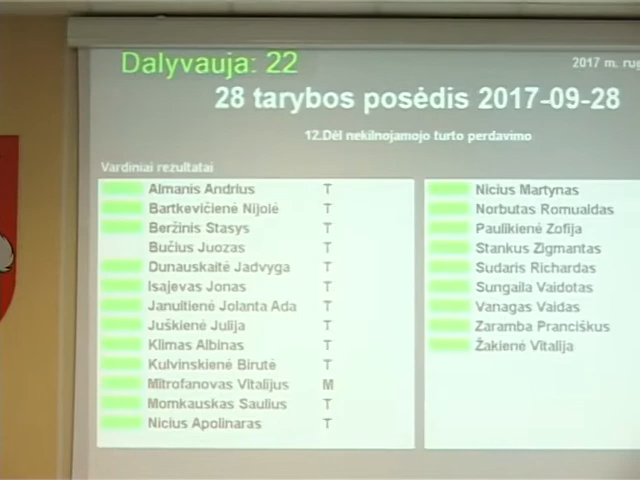 Dalyvauja: 22
2017 m. rug
28 tarybos posėdis 2017-09-28
12.Dėl nekilnojamojo turto perdavimo
Vardiniai rezultatai
Almanis Andrius T
Bartkevičienė Nijolė T
Beržinis Stasys T
Bučius Juozas T
Dunauskaitė Jadvyga T
Isajevas Jonas T
Janultienė Jolanta Ada T
Juškienė Julija T
Klimas Albinas T
Kulvinskienė Birutė T
Mitrofanovas Vitalijus M
Momkauskas Saulius T
Nicius Apolinaras T
Nicius Martynas
Norbutas Romualdas
Paulikienė Zofija
Stankus Zigmantas
Sudaris Richardas
Sungaila Vaidotas
Vanagas Vaidas
Zaramba Pranciškus
Žakienė Vitalija